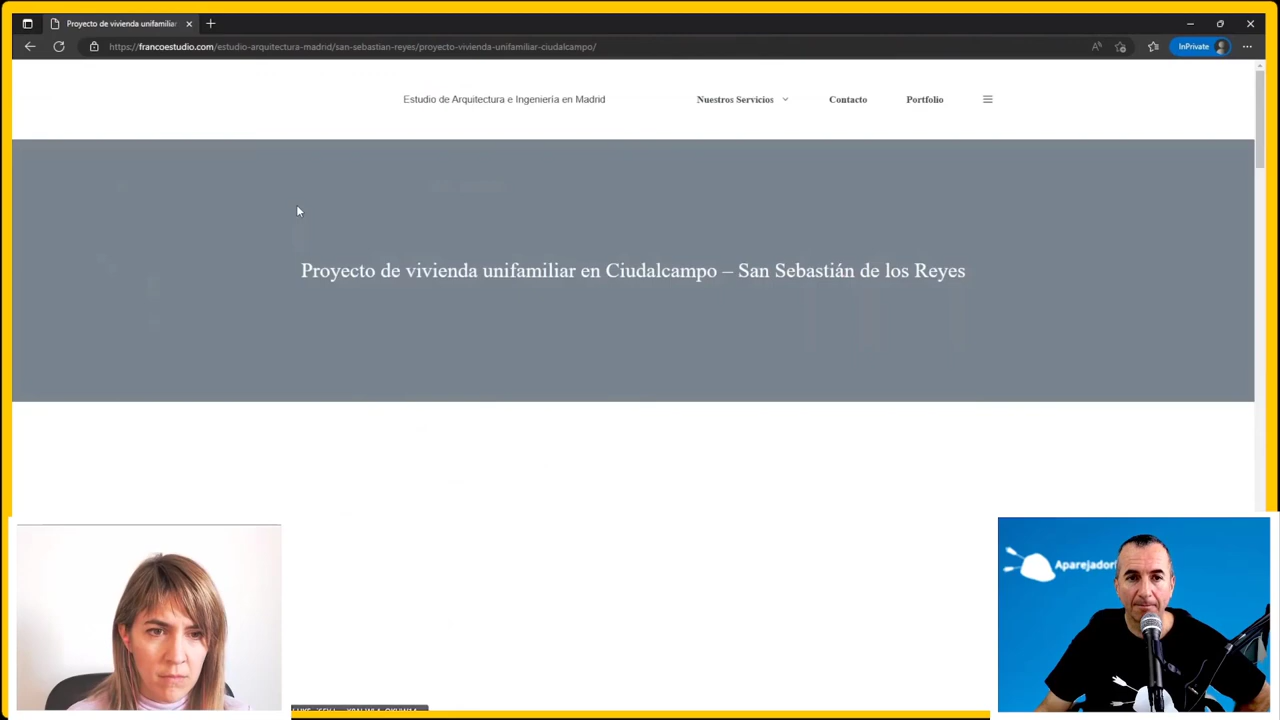 Proyecto de vivienda unifamiliar
https://francoestudio.com/estudio-arquitectura-madrid/san-sebastian-reyes/proyecto-vivienda-unifamiliar-ciudalcampo/
InPrivate
Estudio de Arquitectura e Ingeniería en Madrid
Nuestros Servicios
Contacto
Portfolio
Proyecto de vivienda unifamiliar en Ciudalcampo – San Sebastián de los Reyes